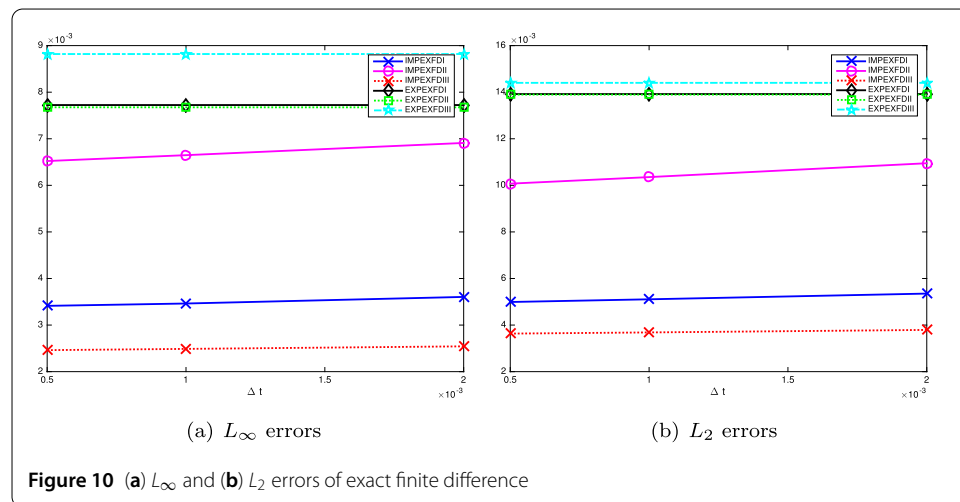 ×10⁻³
9
8
7
6
5
4
3
2
0.5
1
1.5
2
Δ t
×10⁻³
IMPEXFDI
IMPEXFDII
IMPEXFDIII
EXPEXFDI
EXPEXFDII
EXPEXFDIII
(a) L∞ errors
×10⁻³
16
14
12
10
8
6
4
2
0.5
1
1.5
2
Δ t
×10⁻³
IMPEXFDI
IMPEXFDII
IMPEXFDIII
EXPEXFDI
EXPEXFDII
EXPEXFDIII
(b) L₂ errors
Figure 10 (a) L∞ and (b) L₂ errors of exact finite difference